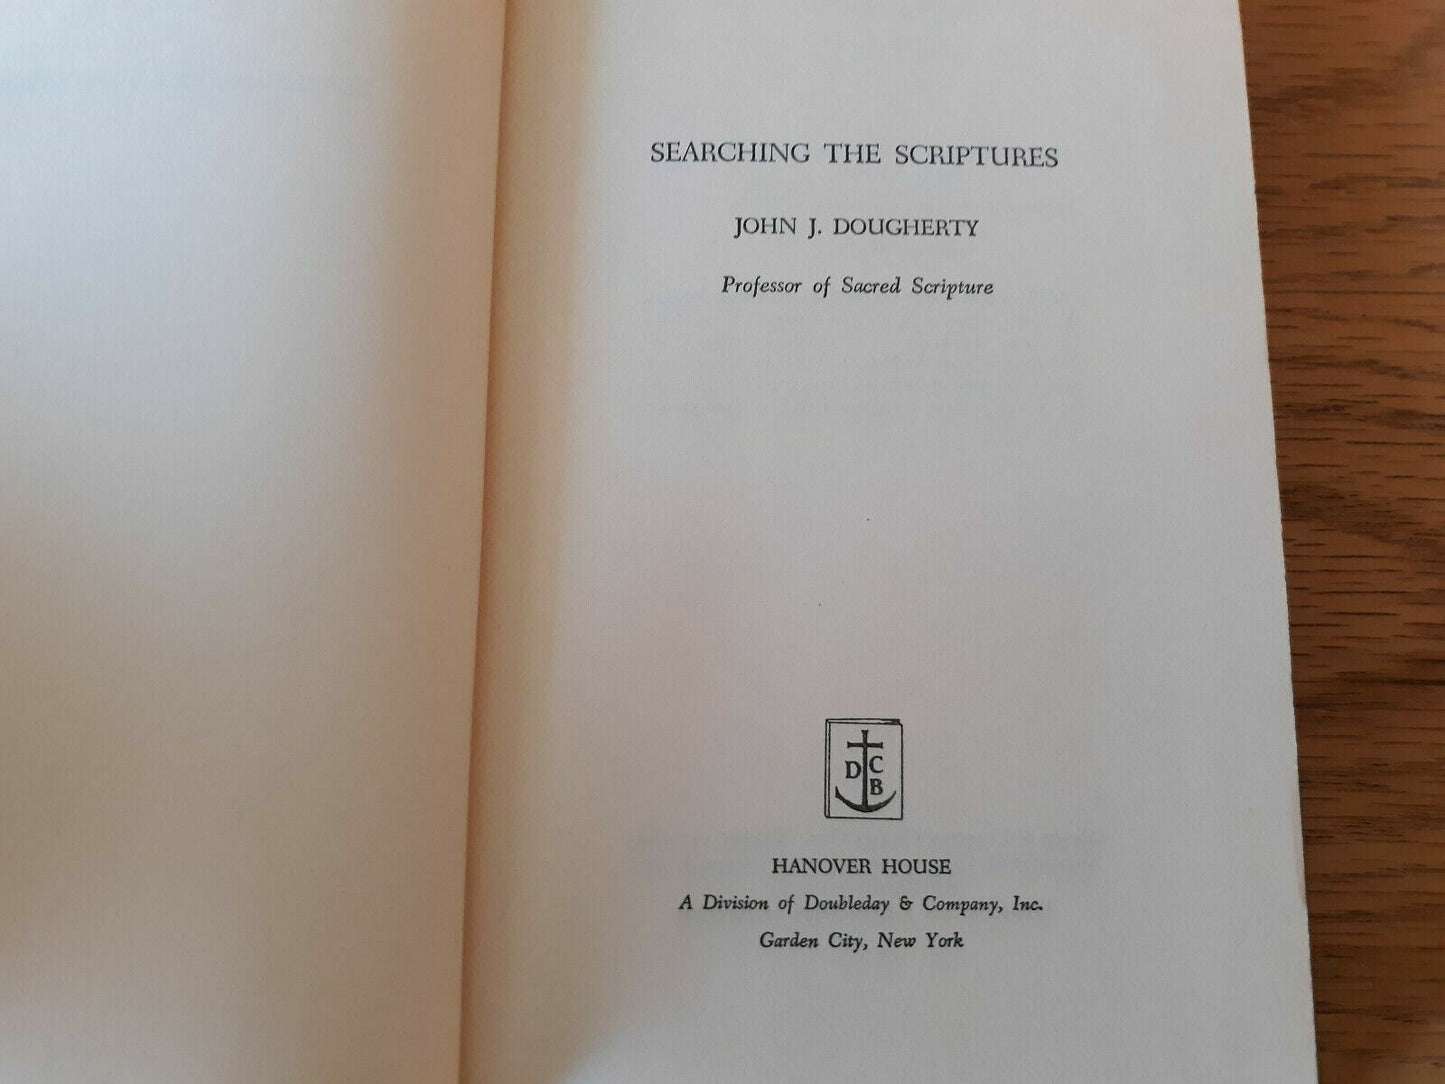 SEARCHING THE SCRIPTURES
JOHN J. DOUGHERTY
Professor of Sacred Scripture
D C
B
HANOVER HOUSE
A Division of Doubleday & Company, Inc.
Garden City, New York